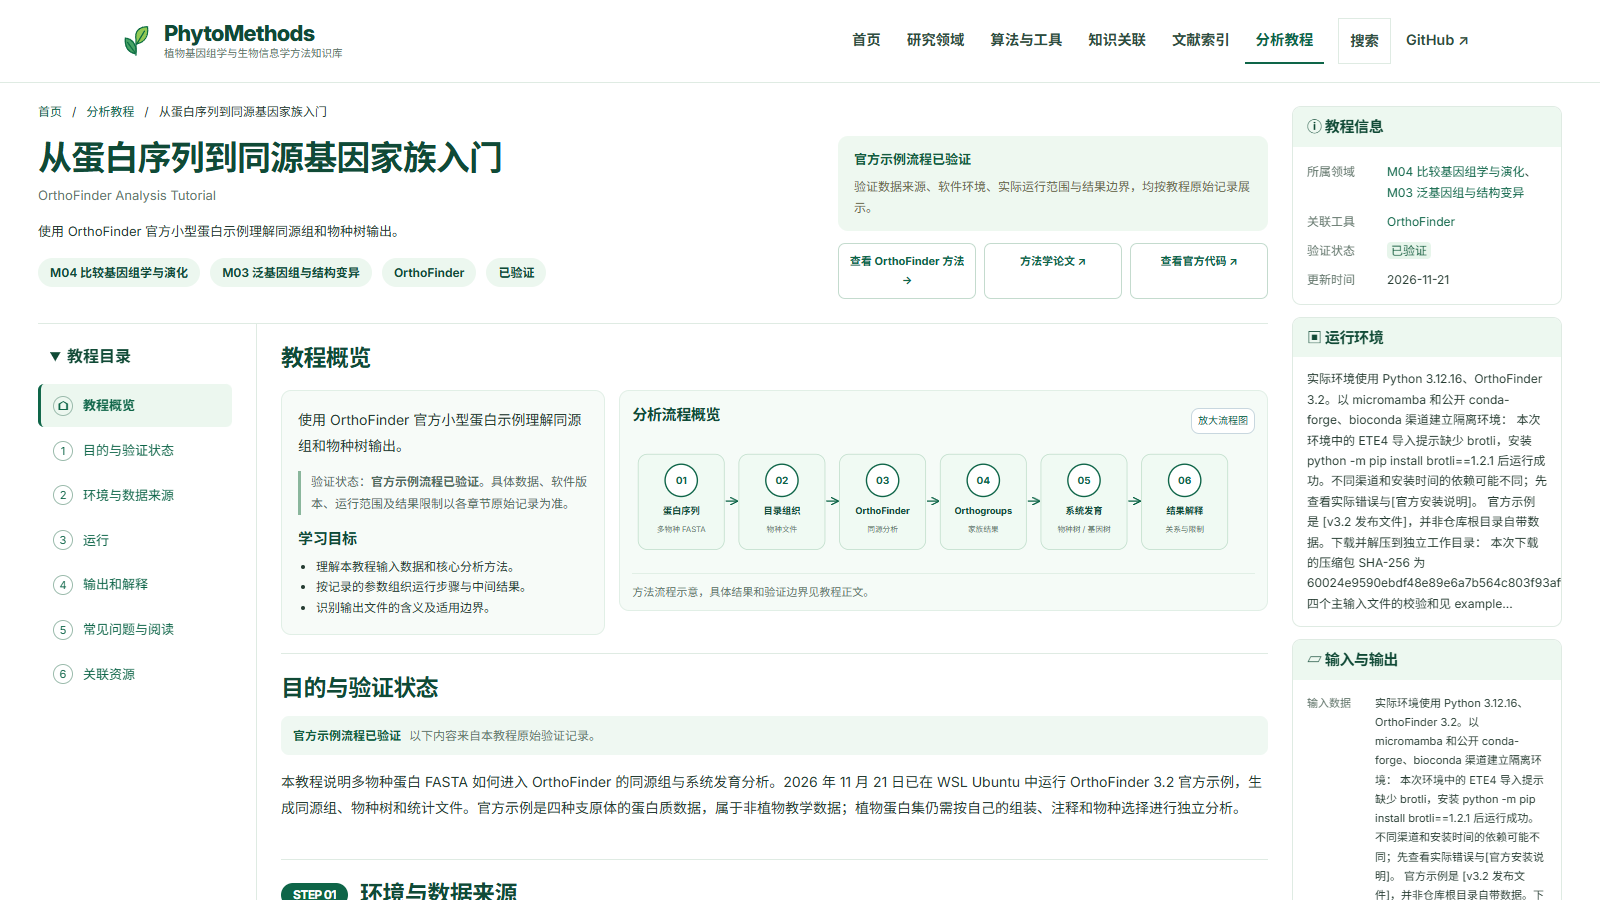 PhytoMethods
植物基因组学与生物信息学方法知识库
首页 研究领域 算法与工具 知识关联 文献索引 分析教程 搜索 GitHub ↗
首页 / 分析教程 / 从蛋白序列到同源基因家族入门
从蛋白序列到同源基因家族入门
OrthoFinder Analysis Tutorial
使用 OrthoFinder 官方小型蛋白示例理解同源组和物种树输出。
M04 比较基因组学与演化 M03 泛基因组与结构变异 OrthoFinder 已验证
官方示例流程已验证
验证数据来源、软件环境、实际运行范围与结果边界，均按教程原始记录展
示。
查看 OrthoFinder 方法
→
方法学论文 ↗
查看官方代码 ↗
▼ 教程目录
教程概览
1 目的与验证状态
2 环境与数据来源
3 运行
4 输出和解释
5 常见问题与阅读
6 关联资源
教程概览
使用 OrthoFinder 官方小型蛋白示例理解同源
组和物种树输出。
验证状态：官方示例流程已验证。具体数据、软件版
本、运行范围及结果限制以各章节原始记录为准。
学习目标
• 理解本教程输入数据和核心分析方法。
• 按记录的参数组织运行步骤与中间结果。
• 识别输出文件的含义及适用边界。
分析流程概览
放大流程图
01 02 03 04 05 06
蛋白序列 目录组织 OrthoFinder Orthogroups 系统发育 结果解释
多物种 FASTA 物种文件 同源分析 家族结果 物种树 / 基因树 关系与限制
方法流程示意，具体结果和验证边界见教程正文。
目的与验证状态
官方示例流程已验证 以下内容来自本教程原始验证记录。
本教程说明多物种蛋白 FASTA 如何进入 OrthoFinder 的同源组与系统发育分析。2026 年 11 月 21 日已在 WSL Ubuntu 中运行 OrthoFinder 3.2 官方示例，生
成同源组、物种树和统计文件。官方示例是四种支原体的蛋白质数据，属于非植物教学数据；植物蛋白集仍需按自己的组装、注释和物种选择进行独立分析。
STEP 01 环境与数据来源
教程信息
所属领域 M04 比较基因组学与演化、
M03 泛基因组与结构变异
关联工具 OrthoFinder
验证状态 已验证
更新时间 2026-11-21
运行环境
实际环境使用 Python 3.12.16、OrthoFinder
3.2。以 micromamba 和公开 conda-
forge、bioconda 渠道建立隔离环境： 本次
环境中的 ETE4 导入提示缺少 brotli，安装
python -m pip install brotli==1.2.1 后运行成
功。不同渠道和安装时间的依赖可能不同；先
查看实际错误与[官方安装说明]。 官方示例
是 [v3.2 发布文件]，并非仓库根目录自带数
据。下载并解压到独立工作目录： 本次下载
的压缩包 SHA-256 为
60024e9590ebdf48e89e6a7b564c803f93af
四个主输入文件的校验和见 example...
输入与输出
输入数据 实际环境使用 Python 3.12.16、
OrthoFinder 3.2。以
micromamba 和公开 conda-
forge、bioconda 渠道建立隔离环
境： 本次环境中的 ETE4 导入提示
缺少 brotli，安装 python -m pip
install brotli==1.2.1 后运行成功。
不同渠道和安装时间的依赖可能不
同；先查看实际错误与[官方安装说
明]。 官方示例是 [v3.2 发布文
件]，并非仓库根目录自带数据。下